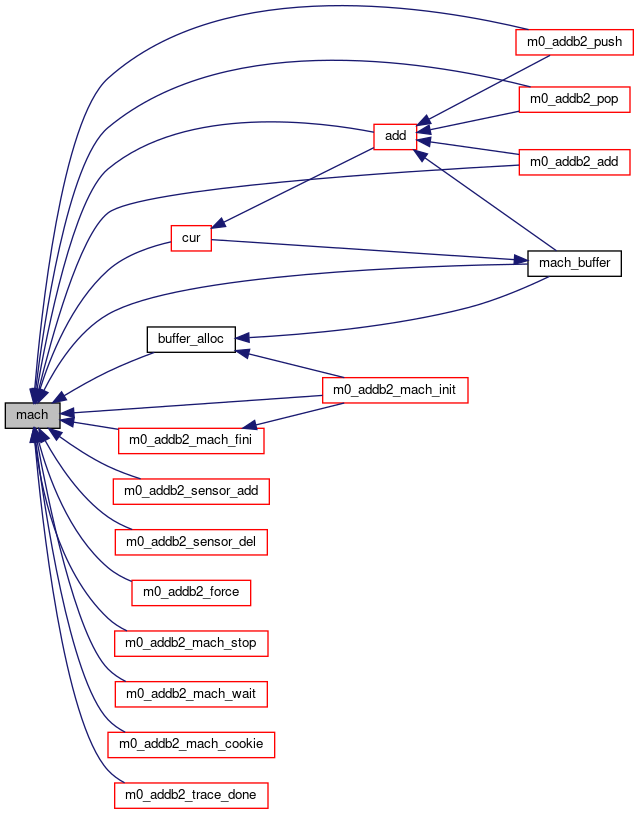 m0_addb2_push
m0_addb2_pop
add
m0_addb2_add
cur
mach_buffer
buffer_alloc
m0_addb2_mach_init
mach
m0_addb2_mach_fini
m0_addb2_sensor_add
m0_addb2_sensor_del
m0_addb2_force
m0_addb2_mach_stop
m0_addb2_mach_wait
m0_addb2_mach_cookie
m0_addb2_trace_done